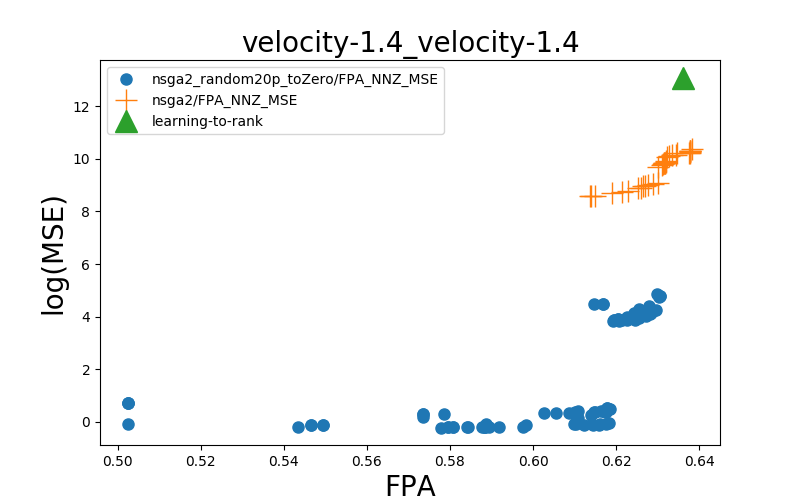 velocity-1.4_velocity-1.4
nsga2_random20p_toZero/FPA_NNZ_MSE
nsga2/FPA_NNZ_MSE
learning-to-rank
log(MSE)
12
10
8
6
4
2
0
0.50 0.52 0.54 0.56 0.58 0.60 0.62 0.64
FPA